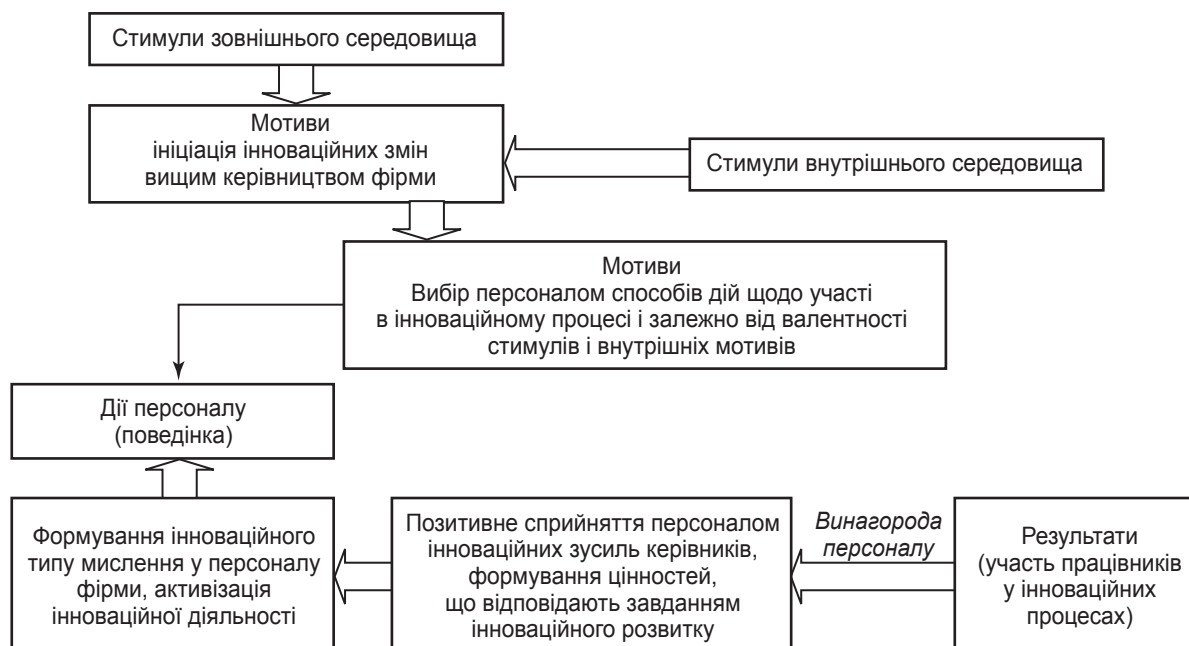 Стимули зовнішнього середовища
Мотиви
ініціація інноваційних змін
вищим керівництвом фірми
Стимули внутрішнього середовища
Мотиви
Вибір персоналом способів дій щодо участі
в інноваційному процесі і залежно від валентності
стимулів і внутрішніх мотивів
Дії персоналу
(поведінка)
Формування інноваційного
типу мислення у персоналу
фірми, активізація
інноваційної діяльності
Позитивне сприйняття персоналом
інноваційних зусиль керівників,
формування цінностей,
що відповідають завданням
інноваційного розвитку
Винагорода
персоналу
Результати
(участь працівників
у інноваційних
процесах)